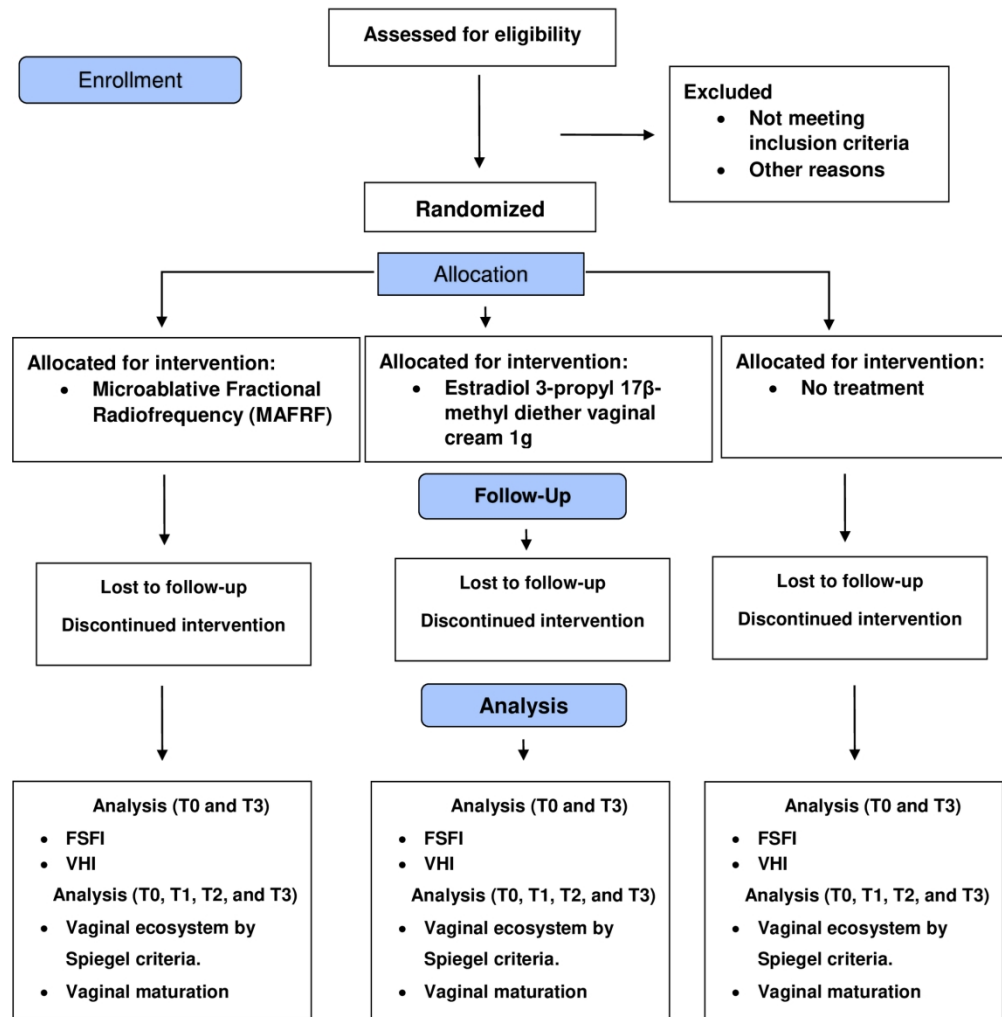 Assessed for eligibility
Enrollment
Excluded
• Not meeting
inclusion criteria
• Other reasons
Randomized
Allocation
Allocated for intervention:
• Microablative Fractional
Radiofrequency (MAFRF)
Allocated for intervention:
• Estradiol 3-propyl 17β-
methyl diether vaginal
cream 1g
Allocated for intervention:
• No treatment
Follow-Up
Lost to follow-up
Discontinued intervention
Lost to follow-up
Discontinued intervention
Lost to follow-up
Discontinued intervention
Analysis
Analysis (T0 and T3)
• FSFI
• VHI
Analysis (T0, T1, T2, and T3)
• Vaginal ecosystem by
Spiegel criteria.
• Vaginal maturation
Analysis (T0 and T3)
• FSFI
• VHI
Analysis (T0, T1, T2, and T3)
• Vaginal ecosystem by
Spiegel criteria.
• Vaginal maturation
Analysis (T0 and T3)
• FSFI
• VHI
Analysis (T0, T1, T2, and T3)
• Vaginal ecosystem by
Spiegel criteria.
• Vaginal maturation